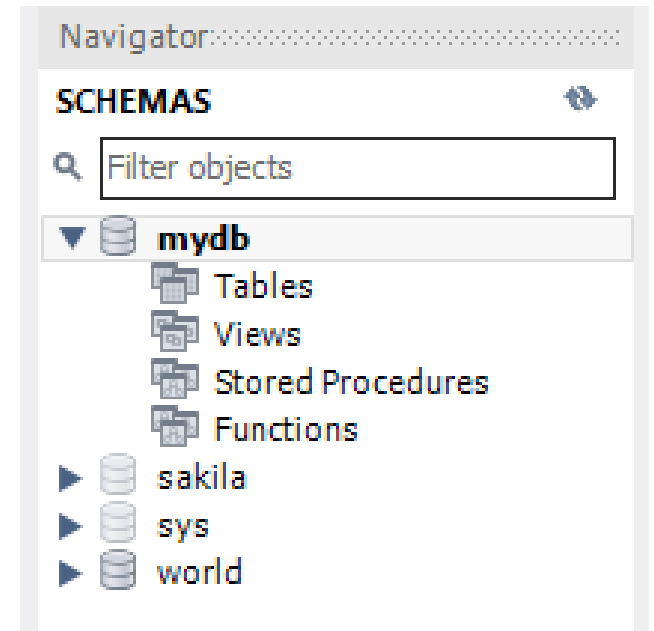 Navigator
SCHEMAS
Filter objects
mydb
Tables
Views
Stored Procedures
Functions
sakila
sys
world